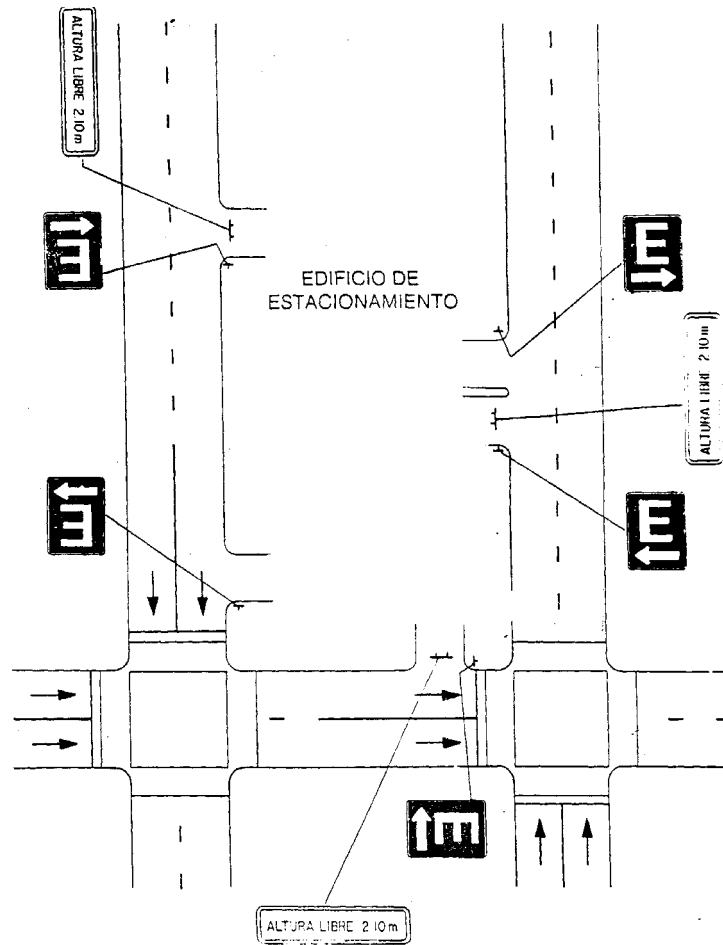 ALTURA LIBRE 2.10m
E
E
EDIFICIO DE
ESTACIONAMIENTO
ALTURA LIBRE 2.10m
E
E
E
ALTURA LIBRE 2.10m